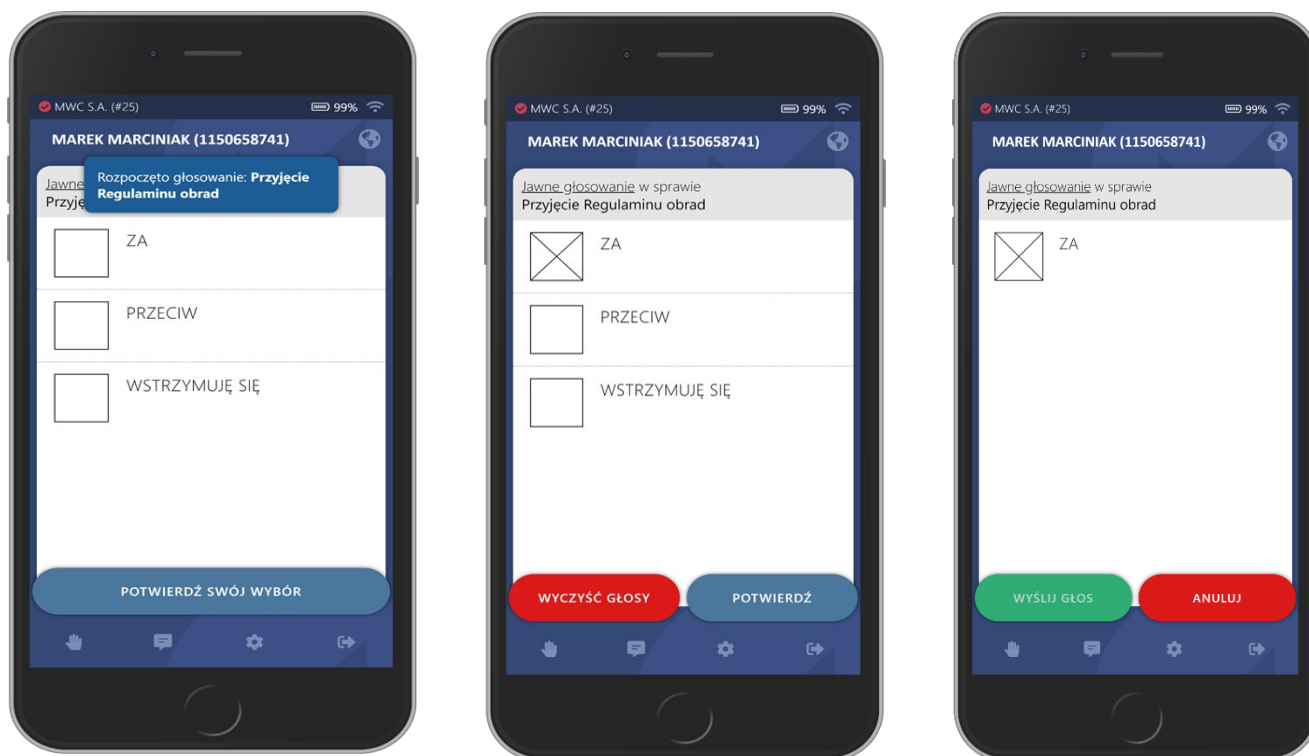 MWC S.A. (#25) 99%
MAREK MARCINIAK (1150658741)
Rozpoczęto głosowanie: Przyjęcie
Regulaminu obrad
Jawne
Przyję
ZA
PRZECIW
WSTRZYMUJĘ SIĘ
POTWIERDŹ SWÓJ WYBÓR
MWC S.A. (#25) 99%
MAREK MARCINIAK (1150658741)
Jawne głosowanie w sprawie
Przyjęcie Regulaminu obrad
ZA
PRZECIW
WSTRZYMUJĘ SIĘ
WYCZYŚĆ GŁOSY POTWIERDŹ
MWC S.A. (#25) 99%
MAREK MARCINIAK (1150658741)
Jawne głosowanie w sprawie
Przyjęcie Regulaminu obrad
ZA
WYŚLIJ GŁOS ANULUJ